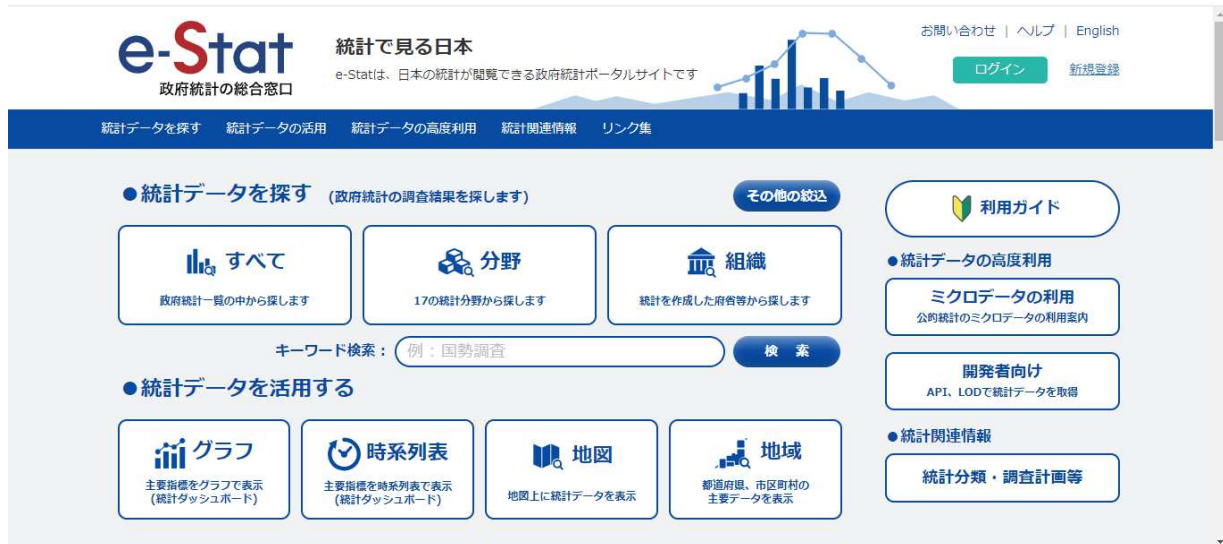 e-Stat
政府統計の総合窓口
統計で見る日本
e-Statは、日本の統計が閲覧できる政府統計ポータルサイトです
お問い合わせ | ヘルプ | English
ログイン
新規登録
統計データを探す 統計データの活用 統計データの高度利用 統計関連情報 リンク集
●統計データを探す (政府統計の調査結果を探します)
その他の絞込
すべて
政府統計一覧の中から探します
分野
17の統計分野から探します
組織
統計を作成した府省等から探します
キーワード検索：
例：国勢調査
検 索
●統計データを活用する
グラフ
主要指標をグラフで表示
(統計ダッシュボード)
時系列表
主要指標を時系列表で表示
(統計ダッシュボード)
地図
地図上に統計データを表示
地域
都道府県、市区町村の
主要データを表示
利用ガイド
●統計データの高度利用
ミクロデータの利用
公的統計のミクロデータの利用案内
開発者向け
API、LODで統計データを取得
●統計関連情報
統計分類・調査計画等